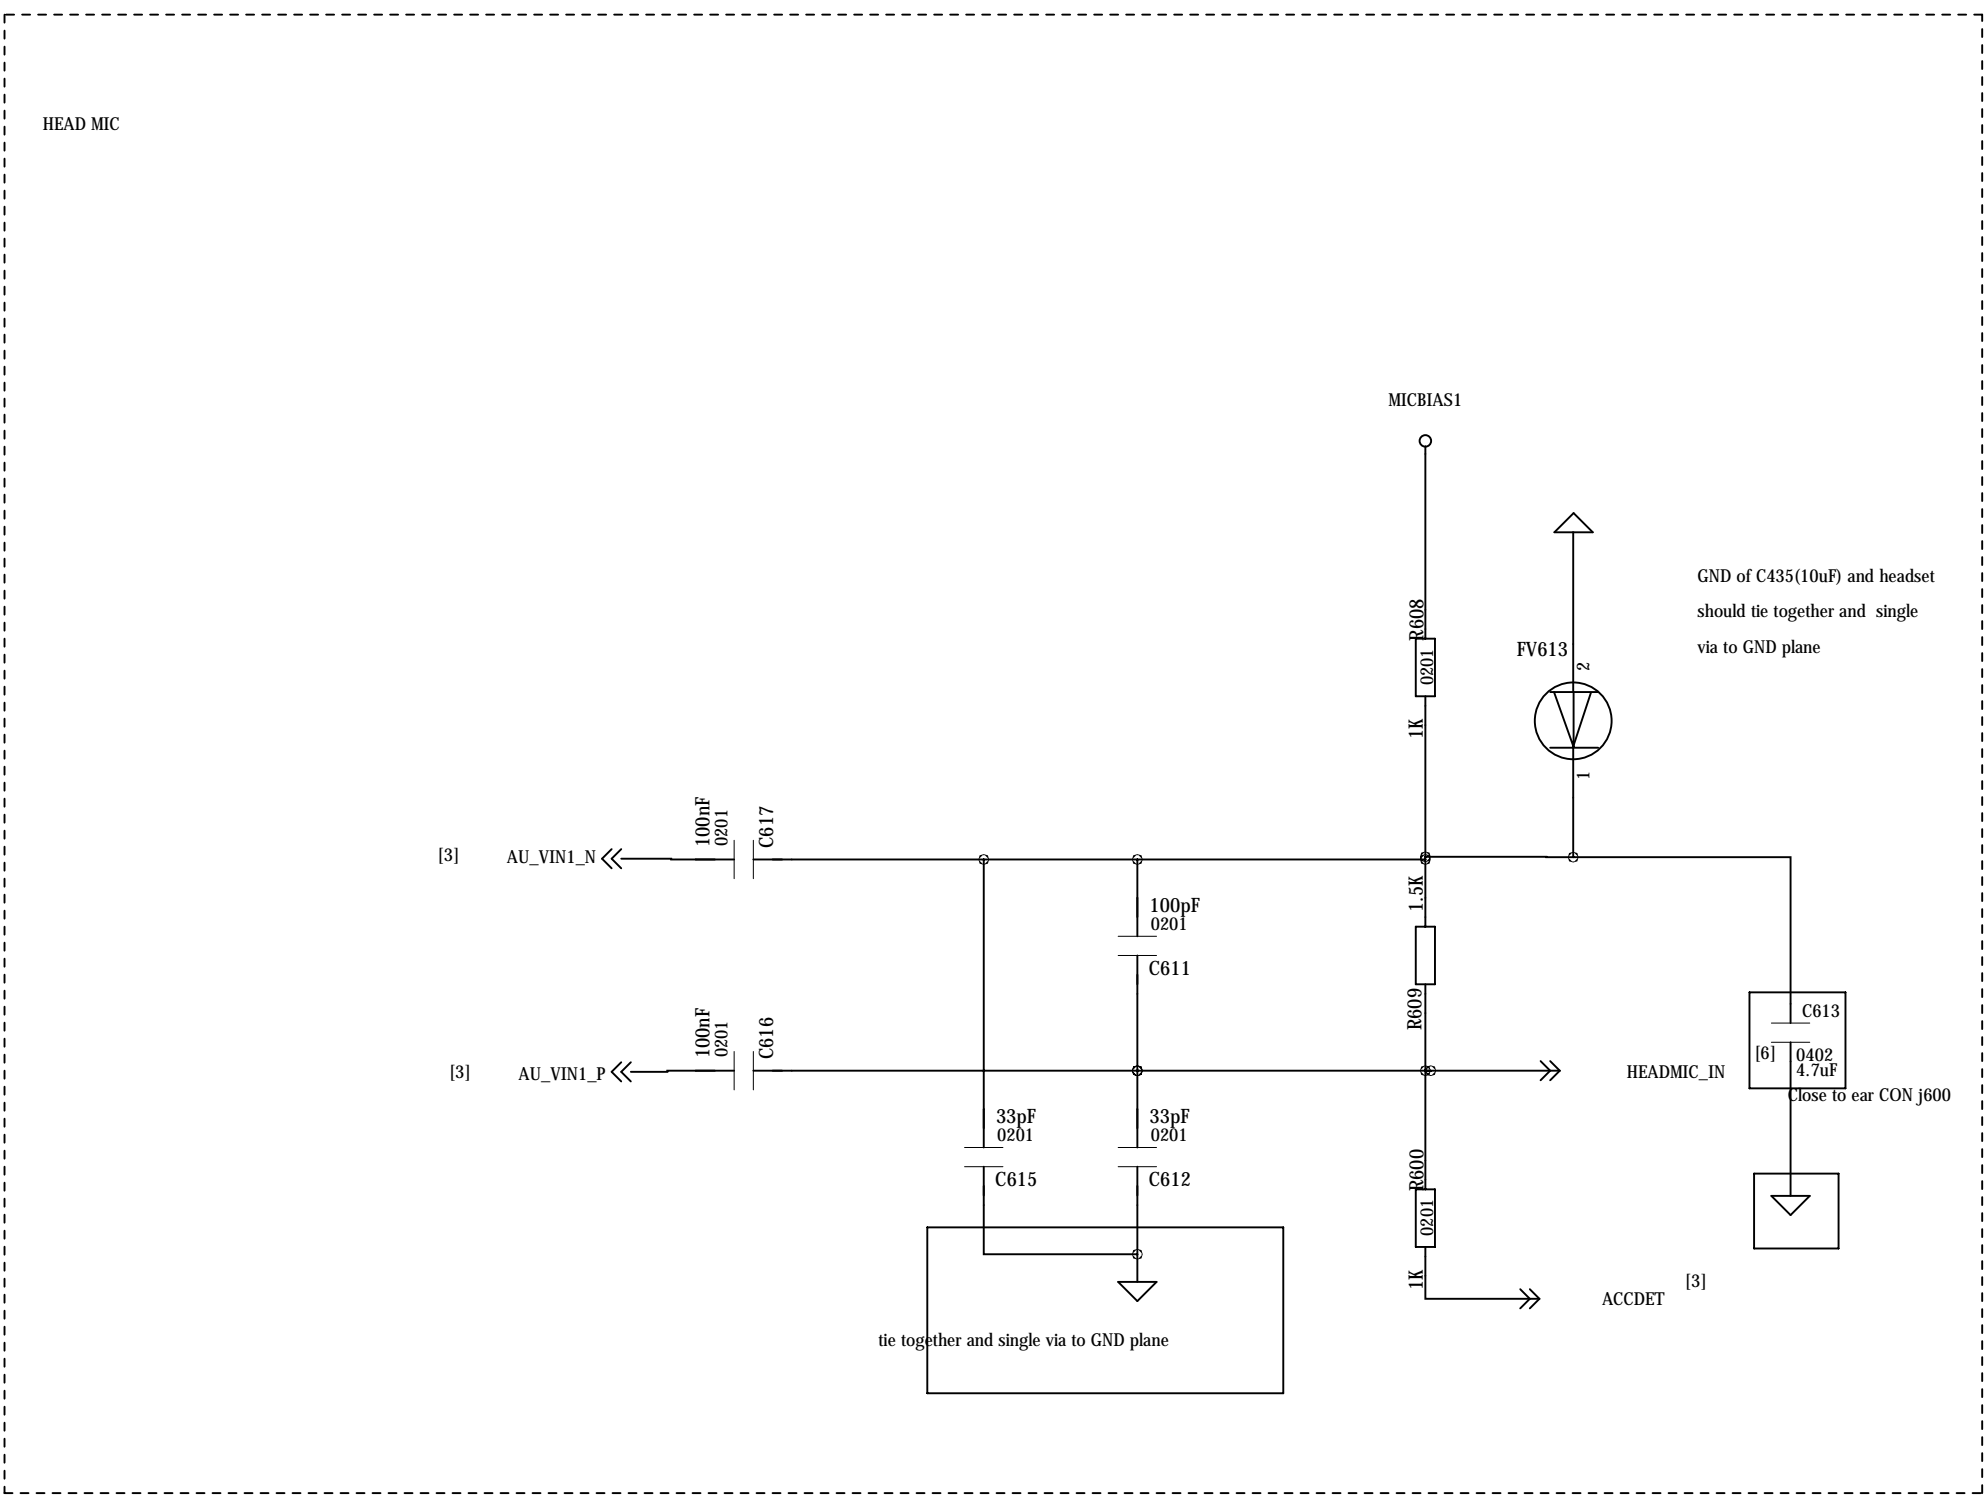 HEAD MIC
MICBIAS1
GND of C435(10uF) and headset
should tie together and single
via to GND plane
R608
0201
1K
FV613
2
1
100nF
0201
C617
[3]
AU_VIN1_N
1.5K
R609
100pF
0201
C611
100nF
0201
C616
[3]
AU_VIN1_P
HEADMIC_IN
C613
[6]
0402
4.7uF
Close to ear CON j600
33pF
0201
C615
33pF
0201
C612
R600
0201
1K
ACCDET
[3]
tie together and single via to GND plane